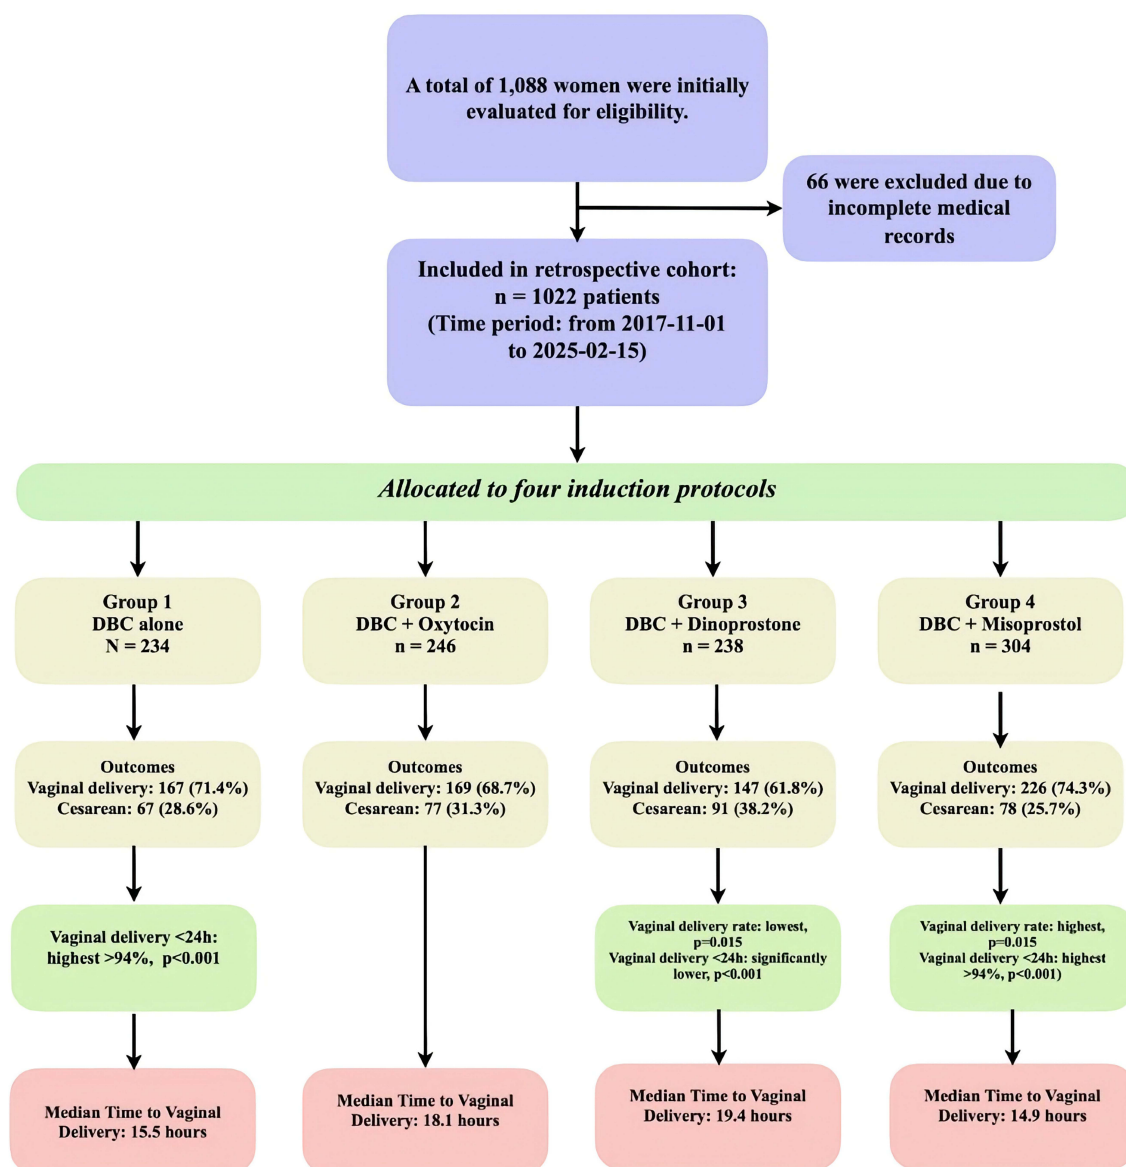 A total of 1,088 women were initially
evaluated for eligibility.
66 were excluded due to
incomplete medical
records
Included in retrospective cohort:
n = 1022 patients
(Time period: from 2017-11-01
to 2025-02-15)
Allocated to four induction protocols
Group 1
DBC alone
N = 234
Group 2
DBC + Oxytocin
n = 246
Group 3
DBC + Dinoprostone
n = 238
Group 4
DBC + Misoprostol
n = 304
Outcomes
Vaginal delivery: 167 (71.4%)
Cesarean: 67 (28.6%)
Outcomes
Vaginal delivery: 169 (68.7%)
Cesarean: 77 (31.3%)
Outcomes
Vaginal delivery: 147 (61.8%)
Cesarean: 91 (38.2%)
Outcomes
Vaginal delivery: 226 (74.3%)
Cesarean: 78 (25.7%)
Vaginal delivery <24h:
highest >94%, p<0.001
Vaginal delivery rate: lowest,
p=0.015
Vaginal delivery <24h: significantly
lower, p<0.001
Vaginal delivery rate: highest,
p=0.015
Vaginal delivery <24h: highest
>94%, p<0.001)
Median Time to Vaginal
Delivery: 15.5 hours
Median Time to Vaginal
Delivery: 18.1 hours
Median Time to Vaginal
Delivery: 19.4 hours
Median Time to Vaginal
Delivery: 14.9 hours